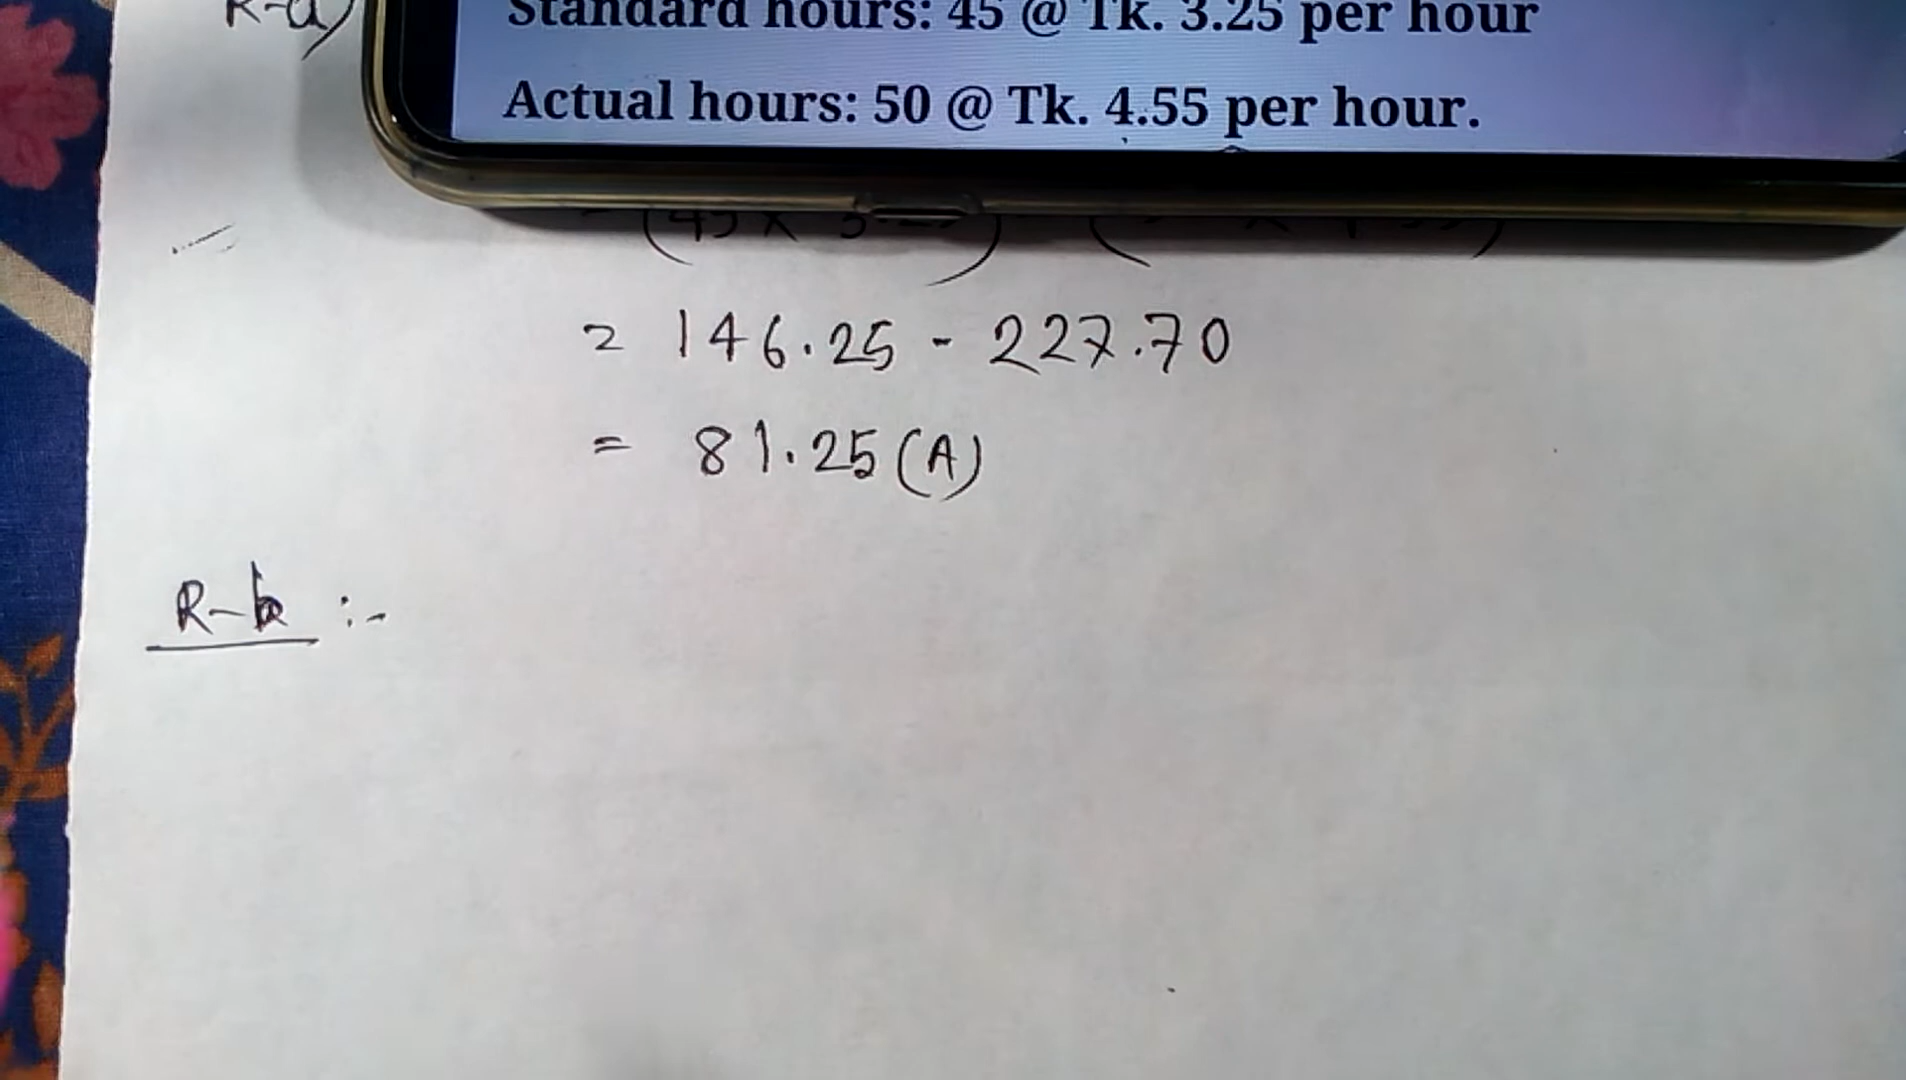 R-a)
Standard hours: 45 @ Tk. 3.25 per hour
Actual hours: 50 @ Tk. 4.55 per hour.
(45 x
= 146.25 - 227.70
= 81.25 (A)
R-b :-